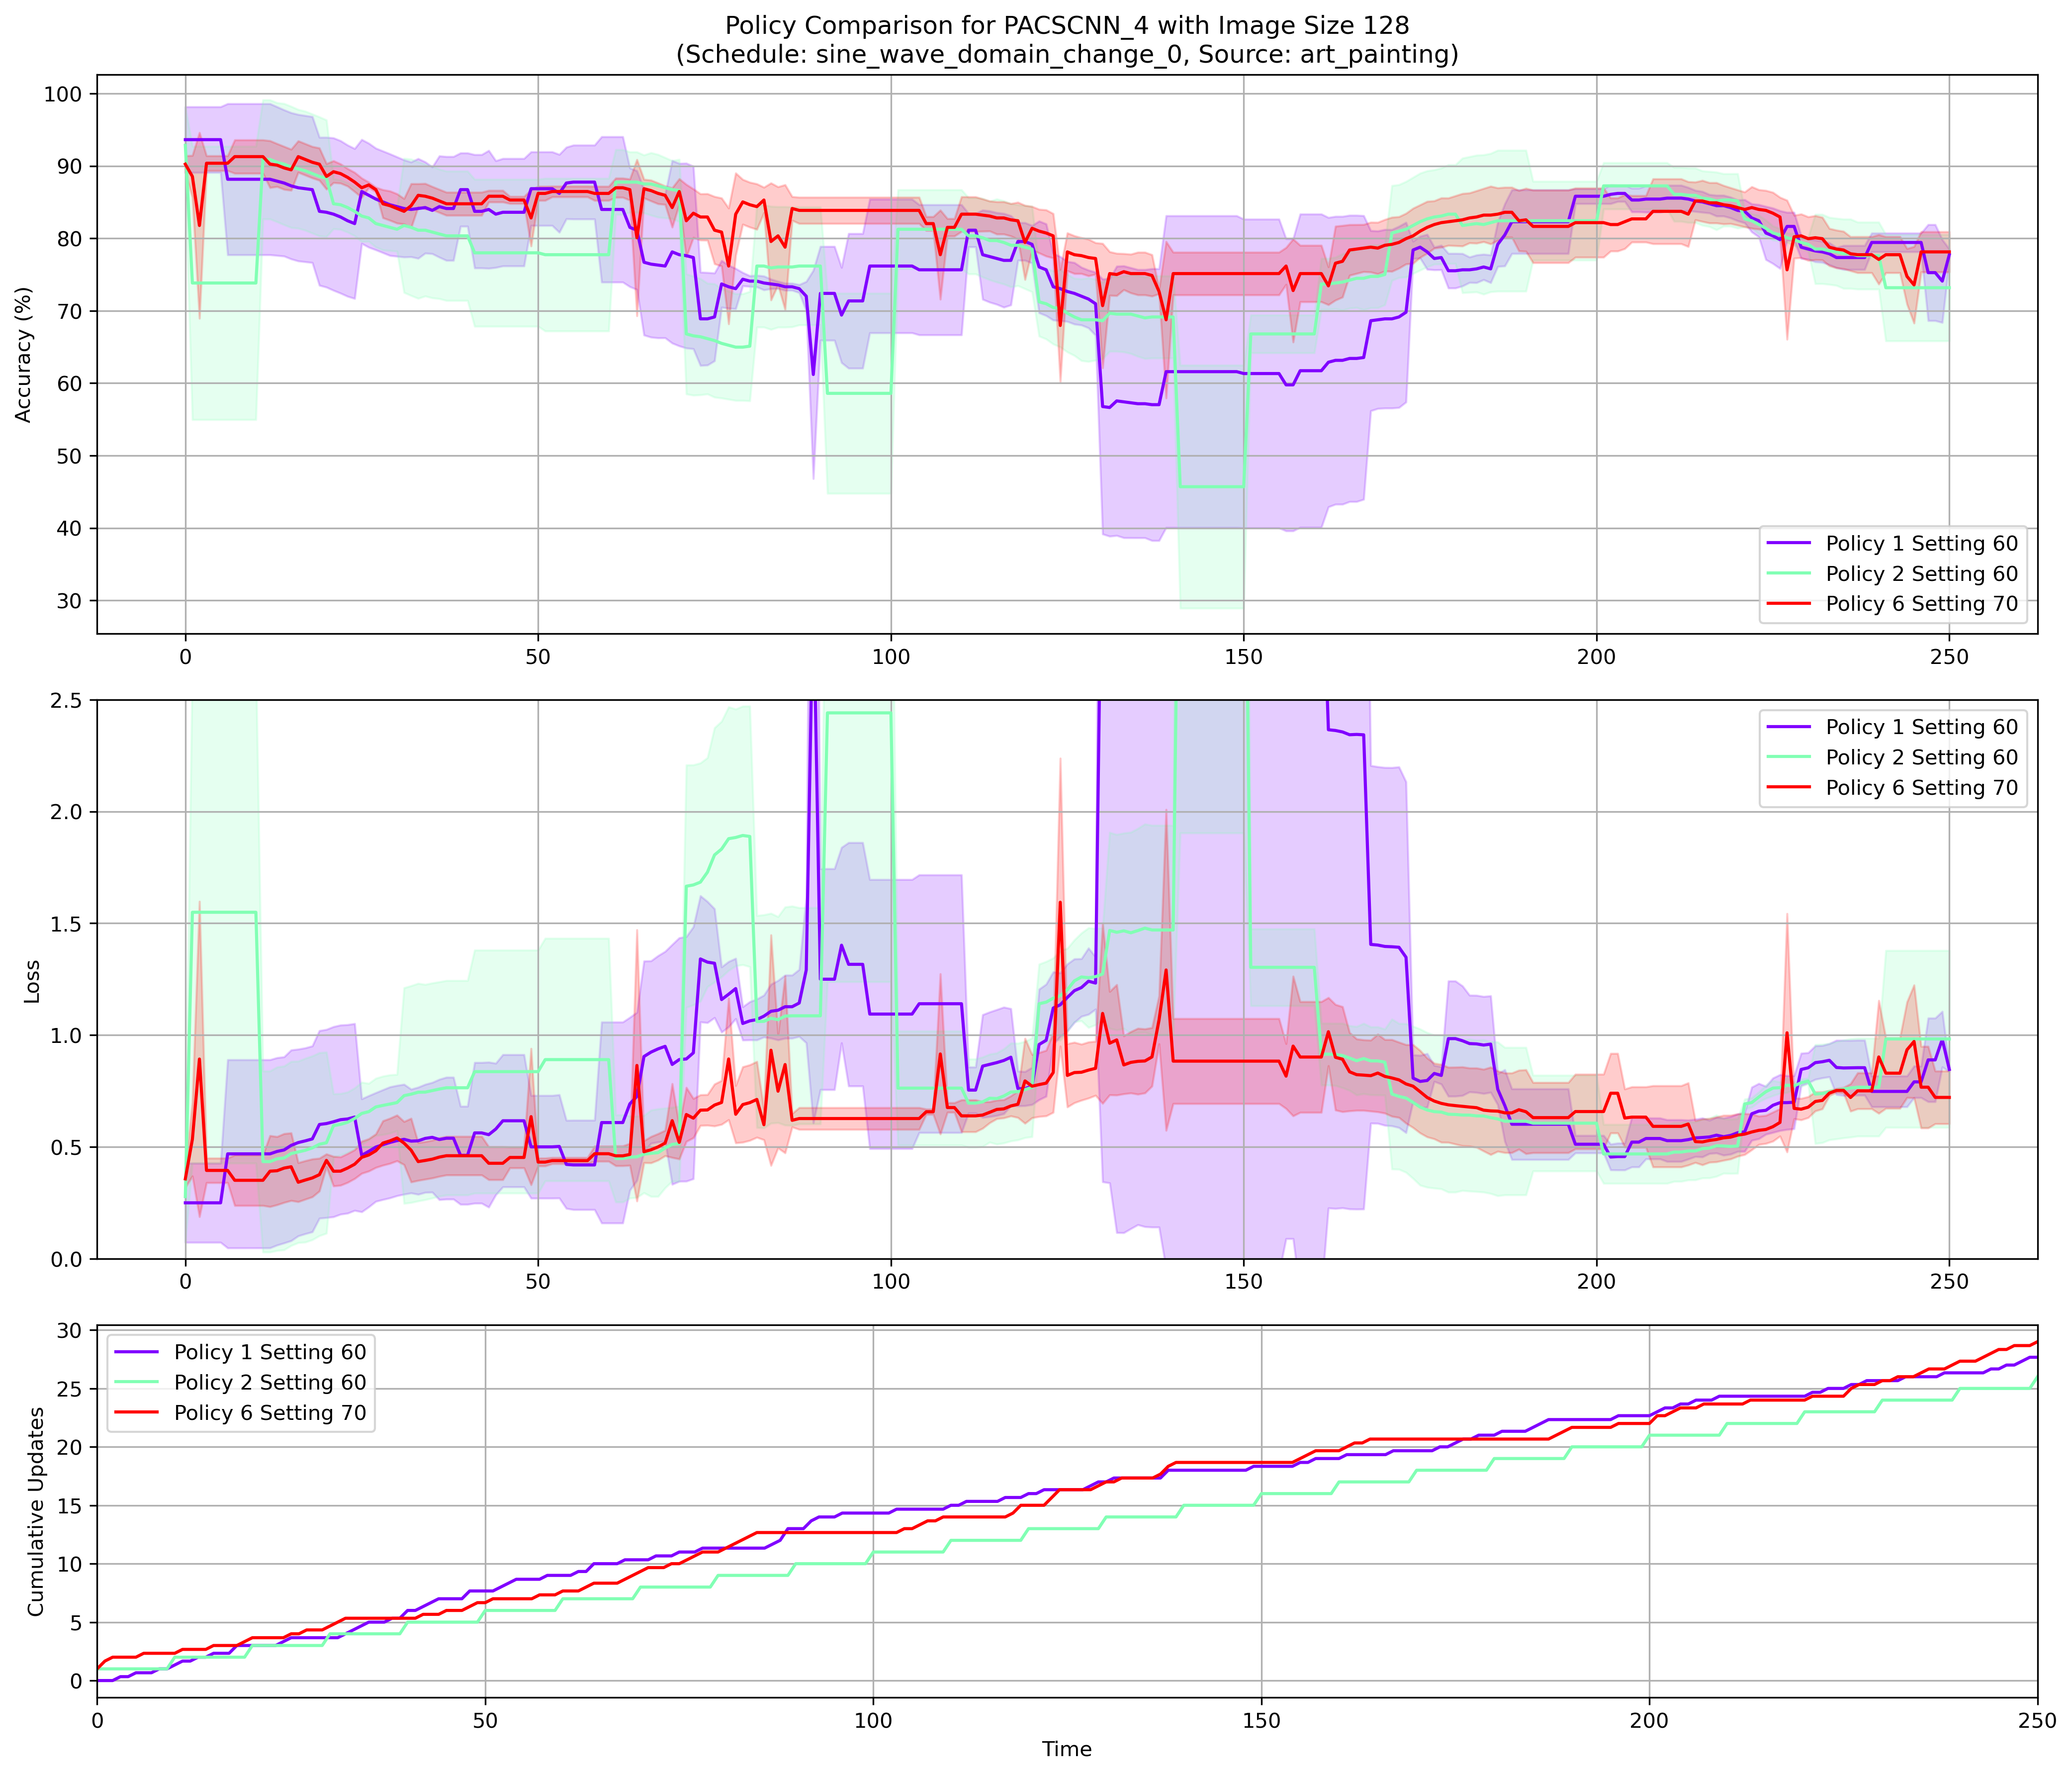 Policy Comparison for PACSCNN_4 with Image Size 128
(Schedule: sine_wave_domain_change_0, Source: art_painting)
100
90
80
70
60
50
40
30
Accuracy (%)
Policy 1 Setting 60
Policy 2 Setting 60
Policy 6 Setting 70
0 50 100 150 200 250
2.5
2.0
1.5
1.0
0.5
0.0
Loss
Policy 1 Setting 60
Policy 2 Setting 60
Policy 6 Setting 70
0 50 100 150 200 250
30
25
20
15
10
5
0
Cumulative Updates
Policy 1 Setting 60
Policy 2 Setting 60
Policy 6 Setting 70
0 50 100 150 200 250
Time